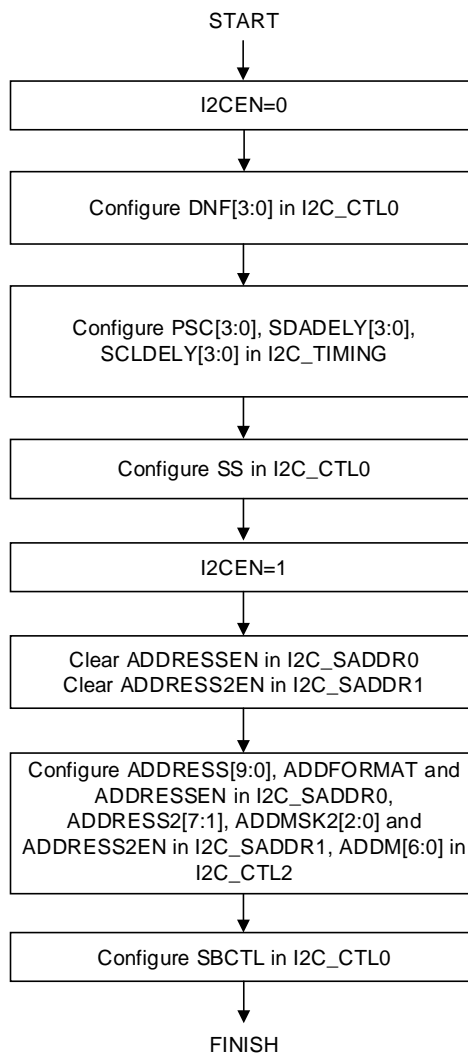 START
I2CEN=0
Configure DNF[3:0] in I2C_CTL0
Configure PSC[3:0], SDADELY[3:0],
SCLDELY[3:0] in I2C_TIMING
Configure SS in I2C_CTL0
I2CEN=1
Clear ADDRESSEN in I2C_SADDR0
Clear ADDRESS2EN in I2C_SADDR1
Configure ADDRESS[9:0], ADDFORMAT and
ADDRESSEN in I2C_SADDR0,
ADDRESS2[7:1], ADDMSK2[2:0] and
ADDRESS2EN in I2C_SADDR1, ADDM[6:0] in
I2C_CTL2
Configure SBCTL in I2C_CTL0
FINISH